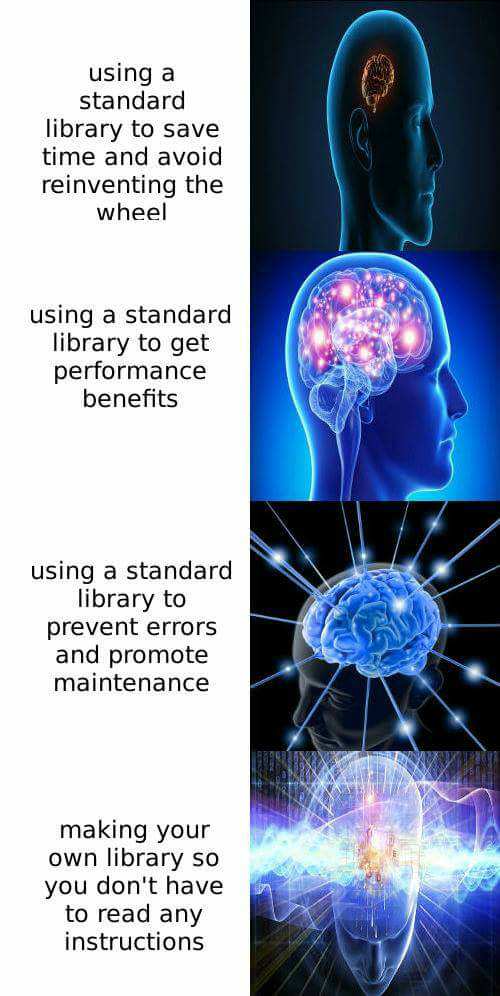 using a
standard
library to save
time and avoid
reinventing the
wheel
using a standard
library to get
performance
benefits
using a standard
library to
prevent errors
and promote
maintenance
making your
own library so
you don't have
to read any
instructions